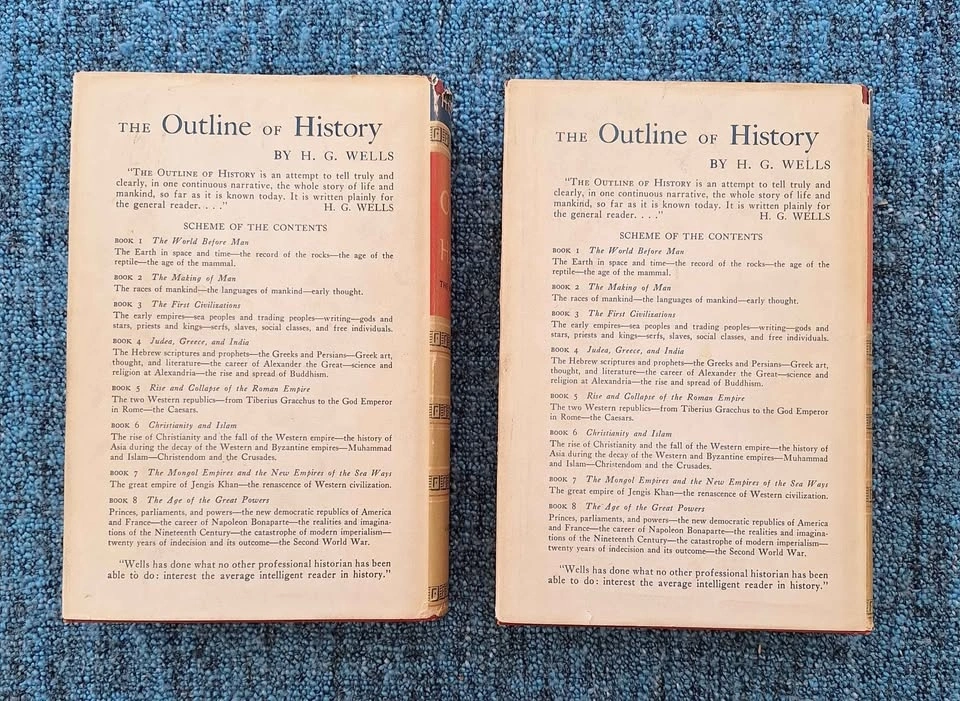 THE Outline OF History
BY H. G. WELLS
"THE OUTLINE OF HISTORY is an attempt to tell truly and
clearly, in one continuous narrative, the whole story of life and
mankind, so far as it is known today. It is written plainly for
the general reader. . . ." H. G. WELLS
SCHEME OF THE CONTENTS
BOOK 1 The World Before Man
The Earth in space and time—the record of the rocks—the age of the
reptile—the age of the mammal.
BOOK 2 The Making of Man
The races of mankind—the languages of mankind—early thought.
BOOK 3 The First Civilizations
The early empires—sea peoples and trading peoples—writing—gods and
stars, priests and kings—serfs, slaves, social classes, and free individuals.
BOOK 4 Judea, Greece, and India
The Hebrew scriptures and prophets—the Greeks and Persians—Greek art,
thought, and literature—the career of Alexander the Great—science and
religion at Alexandria—the rise and spread of Buddhism.
BOOK 5 Rise and Collapse of the Roman Empire
The two Western republics—from Tiberius Gracchus to the God Emperor
in Rome—the Caesars.
BOOK 6 Christianity and Islam
The rise of Christianity and the fall of the Western empire—the history of
Asia during the decay of the Western and Byzantine empires—Muhammad
and Islam—Christendom and the Crusades.
BOOK 7 The Mongol Empires and the New Empires of the Sea Ways
The great empire of Jengis Khan—the renascence of Western civilization.
BOOK 8 The Age of the Great Powers
Princes, parliaments, and powers—the new democratic republics of America
and France—the career of Napoleon Bonaparte—the realities and imagina-
tions of the Nineteenth Century—the catastrophe of modern imperialism—
twenty years of indecision and its outcome—the Second World War.
"Wells has done what no other professional historian has been
able to do: interest the average intelligent reader in history."
THE Outline OF History
BY H. G. WELLS
"THE OUTLINE OF HISTORY is an attempt to tell truly and
clearly, in one continuous narrative, the whole story of life and
mankind, so far as it is known today. It is written plainly for
the general reader. . . ." H. G. WELLS
SCHEME OF THE CONTENTS
BOOK 1 The World Before Man
The Earth in space and time—the record of the rocks—the age of the
reptile—the age of the mammal.
BOOK 2 The Making of Man
The races of mankind—the languages of mankind—early thought.
BOOK 3 The First Civilizations
The early empires—sea peoples and trading peoples—writing—gods and
stars, priests and kings—serfs, slaves, social classes, and free individuals.
BOOK 4 Judea, Greece, and India
The Hebrew scriptures and prophets—the Greeks and Persians—Greek art,
thought, and literature—the career of Alexander the Great—science and
religion at Alexandria—the rise and spread of Buddhism.
BOOK 5 Rise and Collapse of the Roman Empire
The two Western republics—from Tiberius Gracchus to the God Emperor
in Rome—the Caesars.
BOOK 6 Christianity and Islam
The rise of Christianity and the fall of the Western empire—the history of
Asia during the decay of the Western and Byzantine empires—Muhammad
and Islam—Christendom and the Crusades.
BOOK 7 The Mongol Empires and the New Empires of the Sea Ways
The great empire of Jengis Khan—the renascence of Western civilization.
BOOK 8 The Age of the Great Powers
Princes, parliaments, and powers—the new democratic republics of America
and France—the career of Napoleon Bonaparte—the realities and imagina-
tions of the Nineteenth Century—the catastrophe of modern imperialism—
twenty years of indecision and its outcome—the Second World War.
"Wells has done what no other professional historian has been
able to do: interest the average intelligent reader in history."